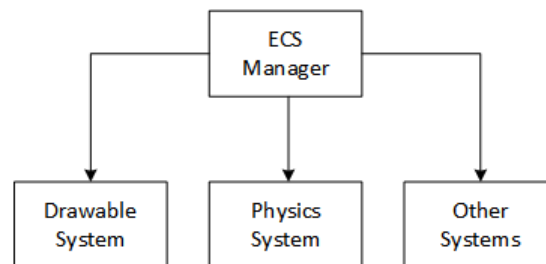 ECS
Manager
Drawable
System
Physics
System
Other
Systems